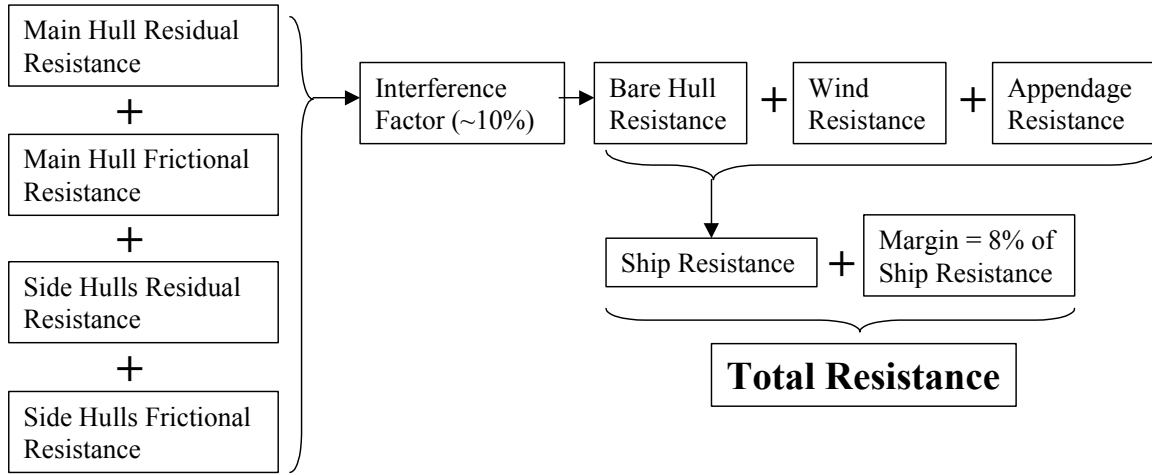 Main Hull Residual
Resistance
+
Main Hull Frictional
Resistance
+
Side Hulls Residual
Resistance
+
Side Hulls Frictional
Resistance
Interference
Factor (~10%)
Bare Hull
Resistance
+
Wind
Resistance
+
Appendage
Resistance
Ship Resistance
+
Margin = 8% of
Ship Resistance
Total Resistance